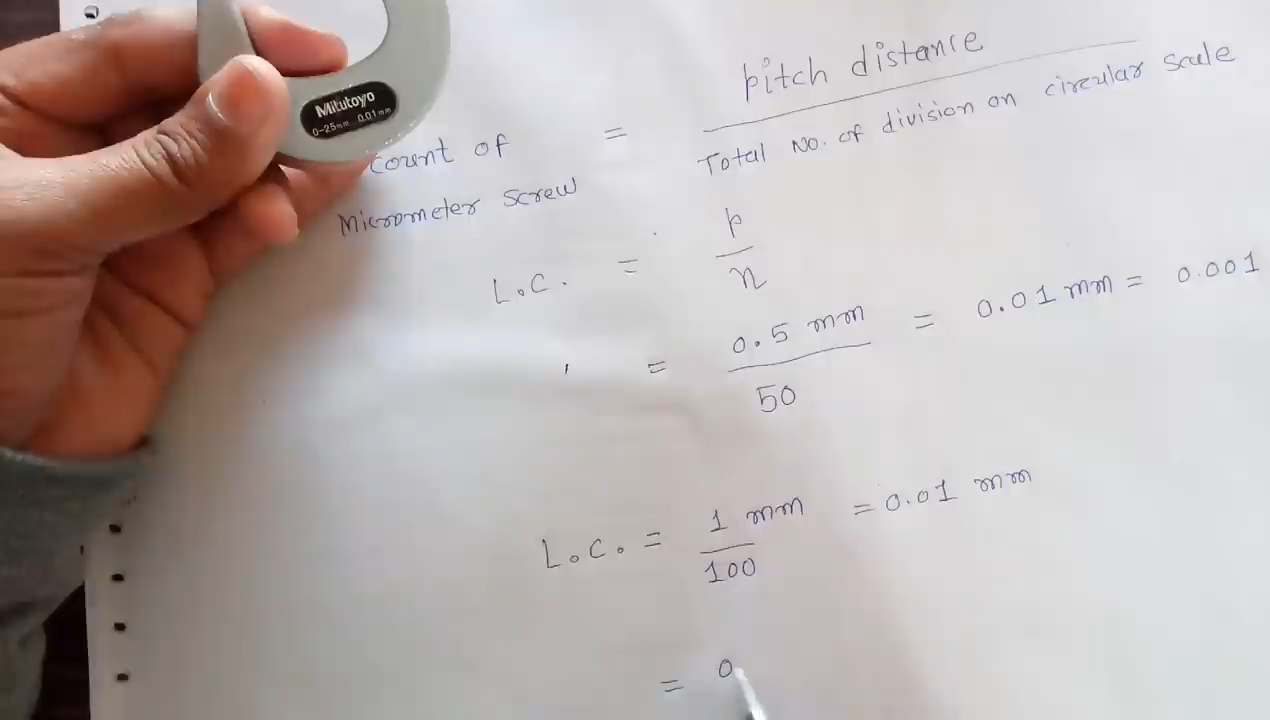 Mitutoyo
0-25mm 0.01mm
count of
Micrometer Screw
= pitch distance
Total No. of division on circular scale
L.C. = p
n
= 0.5 mm = 0.01 mm = 0.001
50
L.C. = 1 mm = 0.01 mm
100
= 0